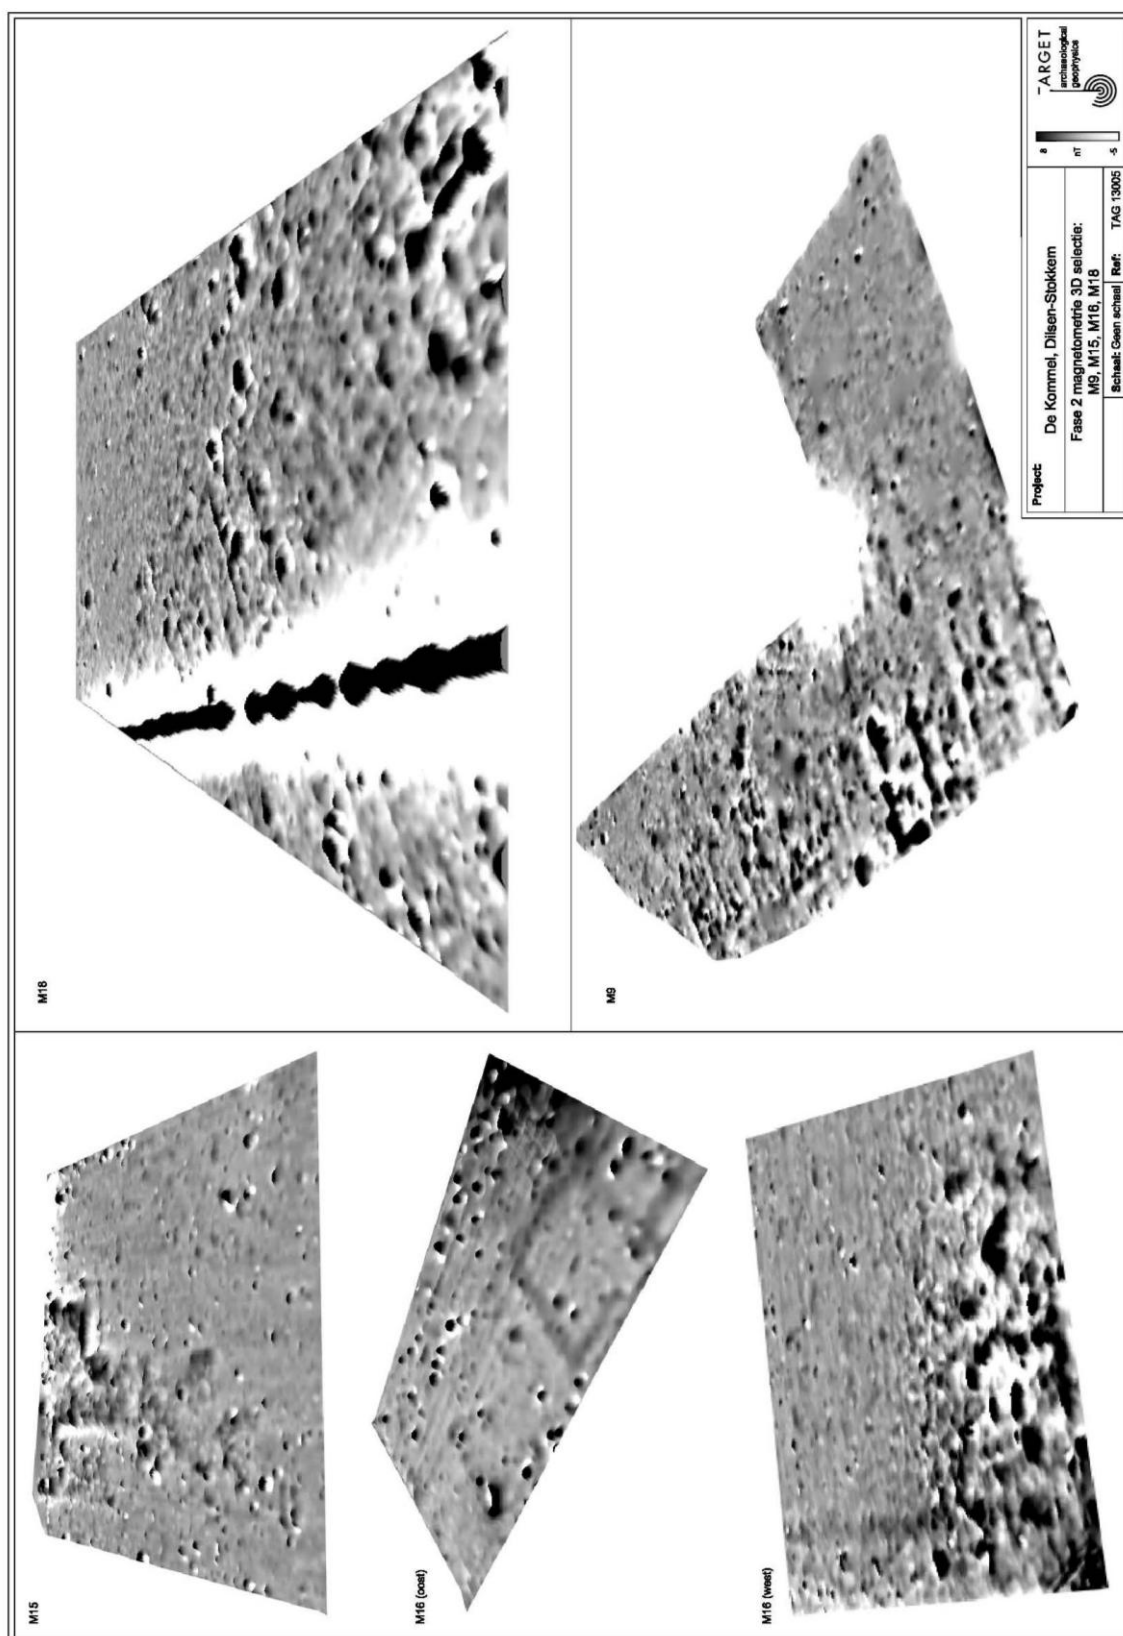 M15
M16 (oost)
M16 (west)
M18
M9
TARGET
archaeological
geophysics
8
nT
-5
Project:
De Kommel, Dilsen-Stokkem
Fase 2 magnetometrie 3D selectie:
M9, M15, M16, M18
Schaal: Geen schaal
Ref: TAG 13005